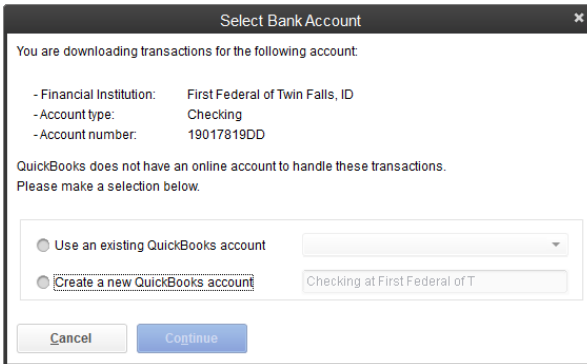 Select Bank Account
You are downloading transactions for the following account:
- Financial Institution: First Federal of Twin Falls, ID
- Account type: Checking
- Account number: 19017819DD
QuickBooks does not have an online account to handle these transactions.
Please make a selection below.
Use an existing QuickBooks account
Create a new QuickBooks account Checking at First Federal of T
Cancel Continue